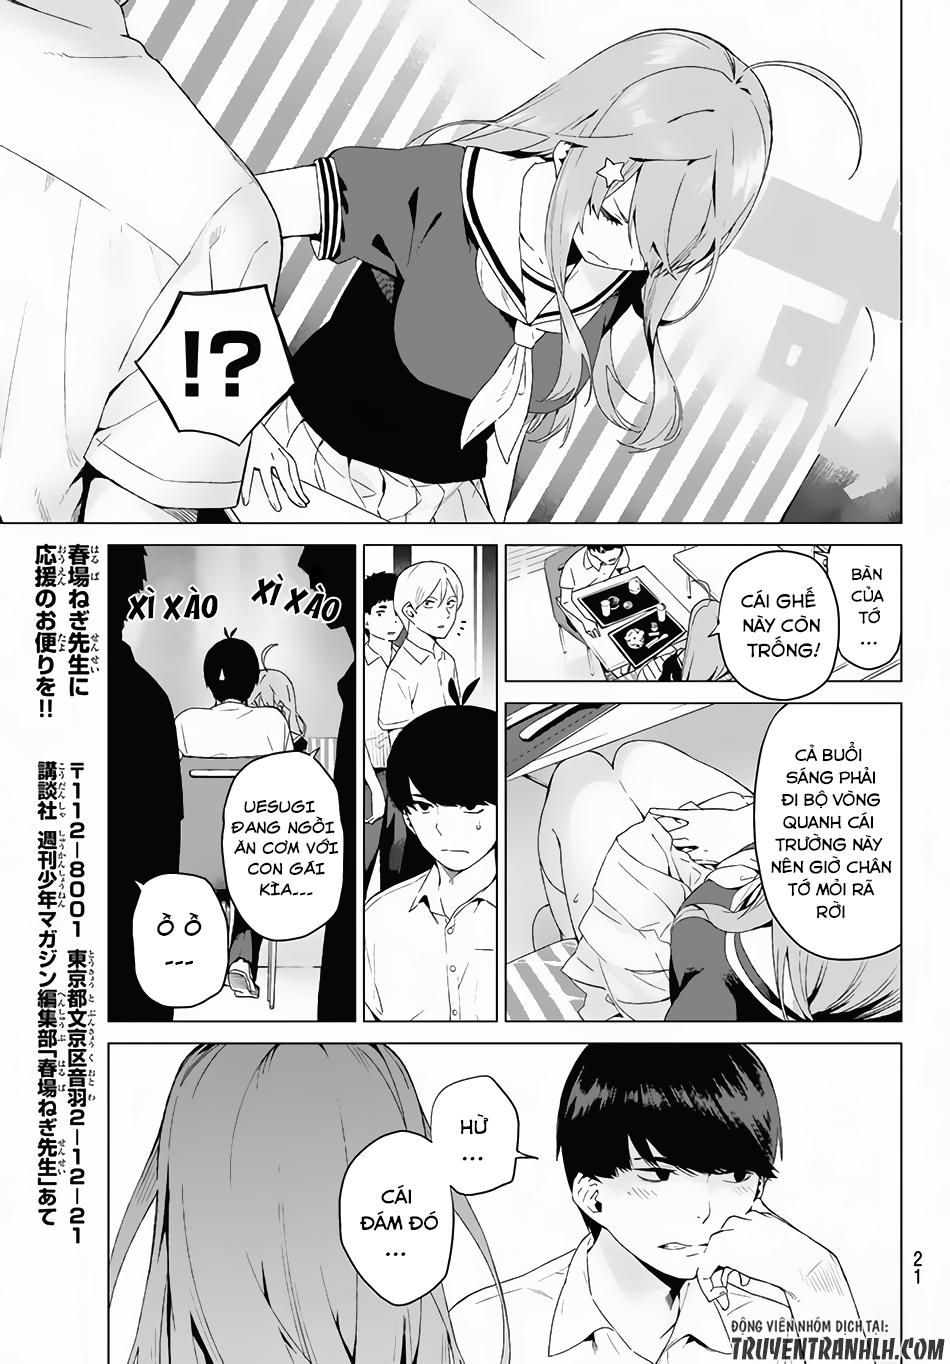 !?
BÀN
CỦA
TỚ
...
CÁI GHẾ
NÀY CÒN
TRỐNG!
CẢ BUỔI
SÁNG PHẢI
ĐI BỘ VÒNG
QUANH CÁI
TRƯỜNG NÀY
NÊN GIỜ CHÂN
TỚ MỎI RÃ
RỜI
XÌ XÀO
XÌ XÀO
UESUGI
ĐANG NGỒI
ĂN CƠM VỚI
CON GÁI
KÌA...
Ồ Ồ
...
HỪ
...
CÁI
ĐÁM ĐÓ
...
春場ねぎ先生に
応援のお便りを!!
〒112-8001 東京都文京区音羽2-12-21
講談社 週刊少年マガジン編集部「春場ねぎ先生」あて
21
ĐỘNG VIÊN NHÓM DỊCH TẠI:
TRUYENTRANHLH.COM